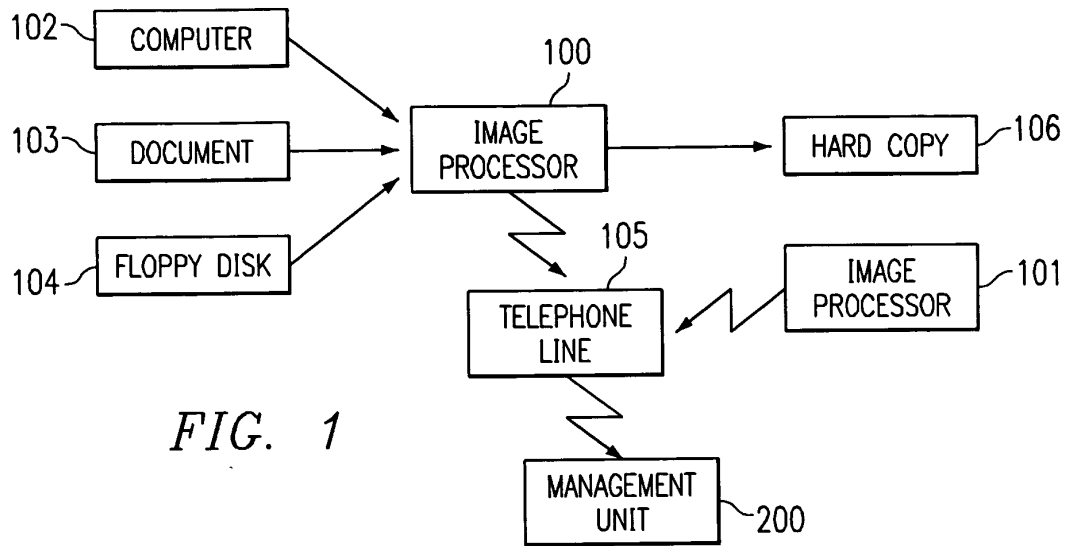 102
COMPUTER
100
103
DOCUMENT
IMAGE
PROCESSOR
HARD COPY
106
104
FLOPPY DISK
105
TELEPHONE
LINE
IMAGE
PROCESSOR
101
FIG. 1
MANAGEMENT
UNIT
200